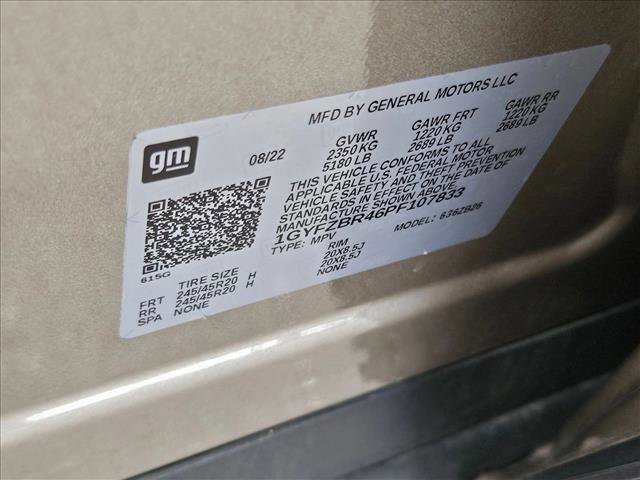 MFD BY GENERAL MOTORS LLC
gm
08/22
GVWR GAWR FRT GAWR RR
2350 KG 1220 KG 1220 KG
5180 LB 2689 LB 2689 LB
THIS VEHICLE CONFORMS TO ALL
APPLICABLE U.S. FEDERAL MOTOR
VEHICLE SAFETY AND THEFT PREVENTION
STANDARDS IN EFFECT ON THE DATE OF
MANUFACTURE SHOWN ABOVE.
1GYFZBR46PF107833
TYPE: MPV MODEL: 636ZB26
615G
TIRE SIZE RIM
FRT 245/45R20 H 20X8.5J
RR 245/45R20 H 20X8.5J
SPA NONE NONE